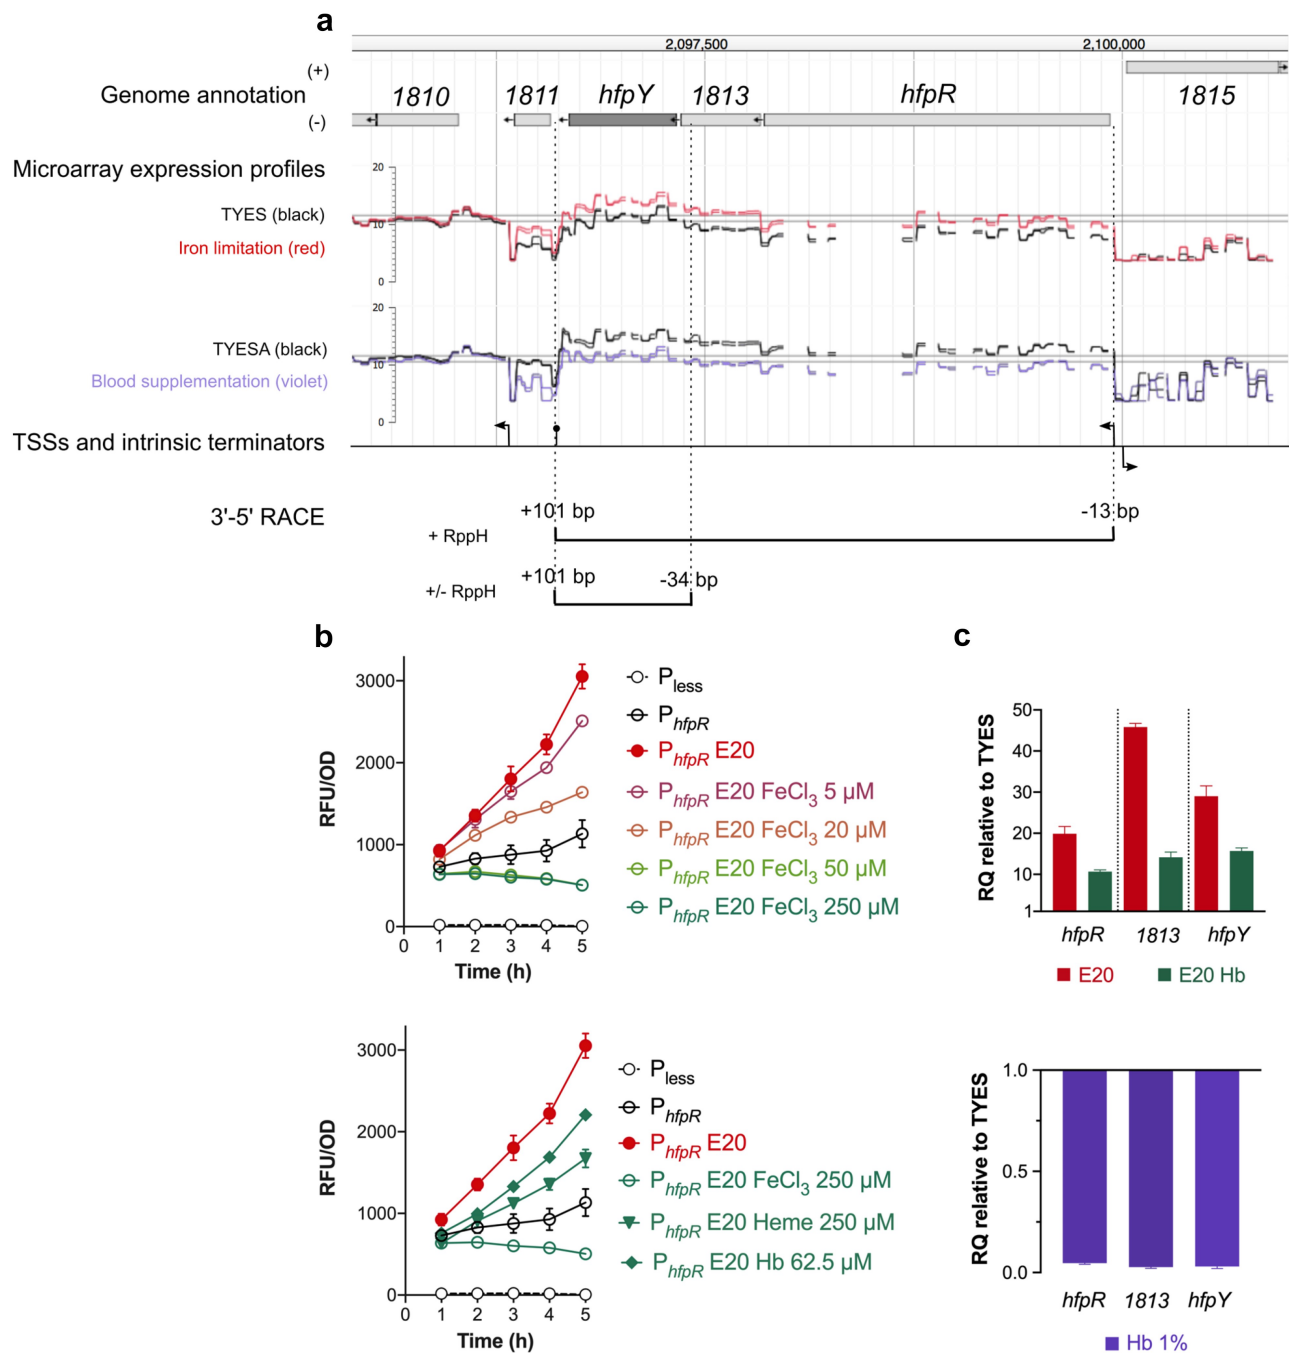 a
2,097,500 2,100,000
(+)
Genome annotation 1810 1811 hfpY 1813 hfpR 1815
(-)
Microarray expression profiles
20
TYES (black)
10
Iron limitation (red)
0
20
TYESA (black)
10
Blood supplementation (violet)
0
TSSs and intrinsic terminators
3'-5' RACE +101 bp -13 bp
+ RppH
+101 bp -34 bp
+/- RppH
b
RFU/OD
3000
2000
1000
0
0 1 2 3 4 5
Time (h)
Pless
PhfpR
PhfpR E20
PhfpR E20 FeCl3 5 µM
PhfpR E20 FeCl3 20 µM
PhfpR E20 FeCl3 50 µM
PhfpR E20 FeCl3 250 µM
RFU/OD
3000
2000
1000
0
0 1 2 3 4 5
Time (h)
Pless
PhfpR
PhfpR E20
PhfpR E20 FeCl3 250 µM
PhfpR E20 Heme 250 µM
PhfpR E20 Hb 62.5 µM
c
RQ relative to TYES
50
40
30
20
10
1
hfpR 1813 hfpY
E20 E20 Hb
RQ relative to TYES
1.0
0.5
0.0
hfpR 1813 hfpY
Hb 1%